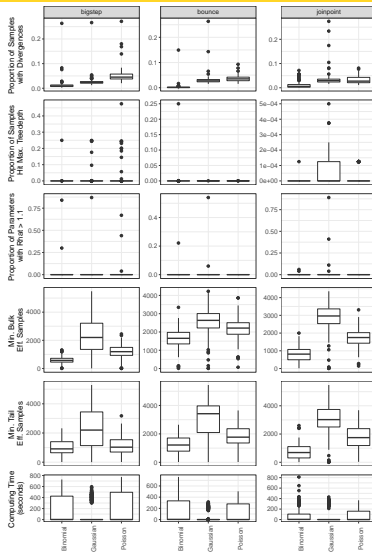 bigstep
bounce
joinpoint
Proportion of Samples
with Divergences
0.2
0.1
0.0
0.2
0.1
0.0
0.2
0.1
0.0
Proportion of Samples
Hit Max. Treedepth
0.4
0.3
0.2
0.1
0.0
0.25
0.20
0.15
0.10
0.05
0.00
5e−04
4e−04
3e−04
2e−04
1e−04
0e+00
Proportion of Parameters
with Rhat > 1.1
0.75
0.50
0.25
0.00
0.75
0.50
0.25
0.00
0.75
0.50
0.25
0.00
Min. Bulk
Eff. Samples
4000
2000
0
4000
3000
2000
1000
0
4000
3000
2000
1000
0
Min. Tail
Eff. Samples
4000
2000
0
4000
2000
0
4000
2000
0
Computing Time
(seconds)
800
600
400
200
0
800
600
400
200
0
800
600
400
200
0
Binomial
Gaussian
Poisson
Binomial
Gaussian
Poisson
Binomial
Gaussian
Poisson